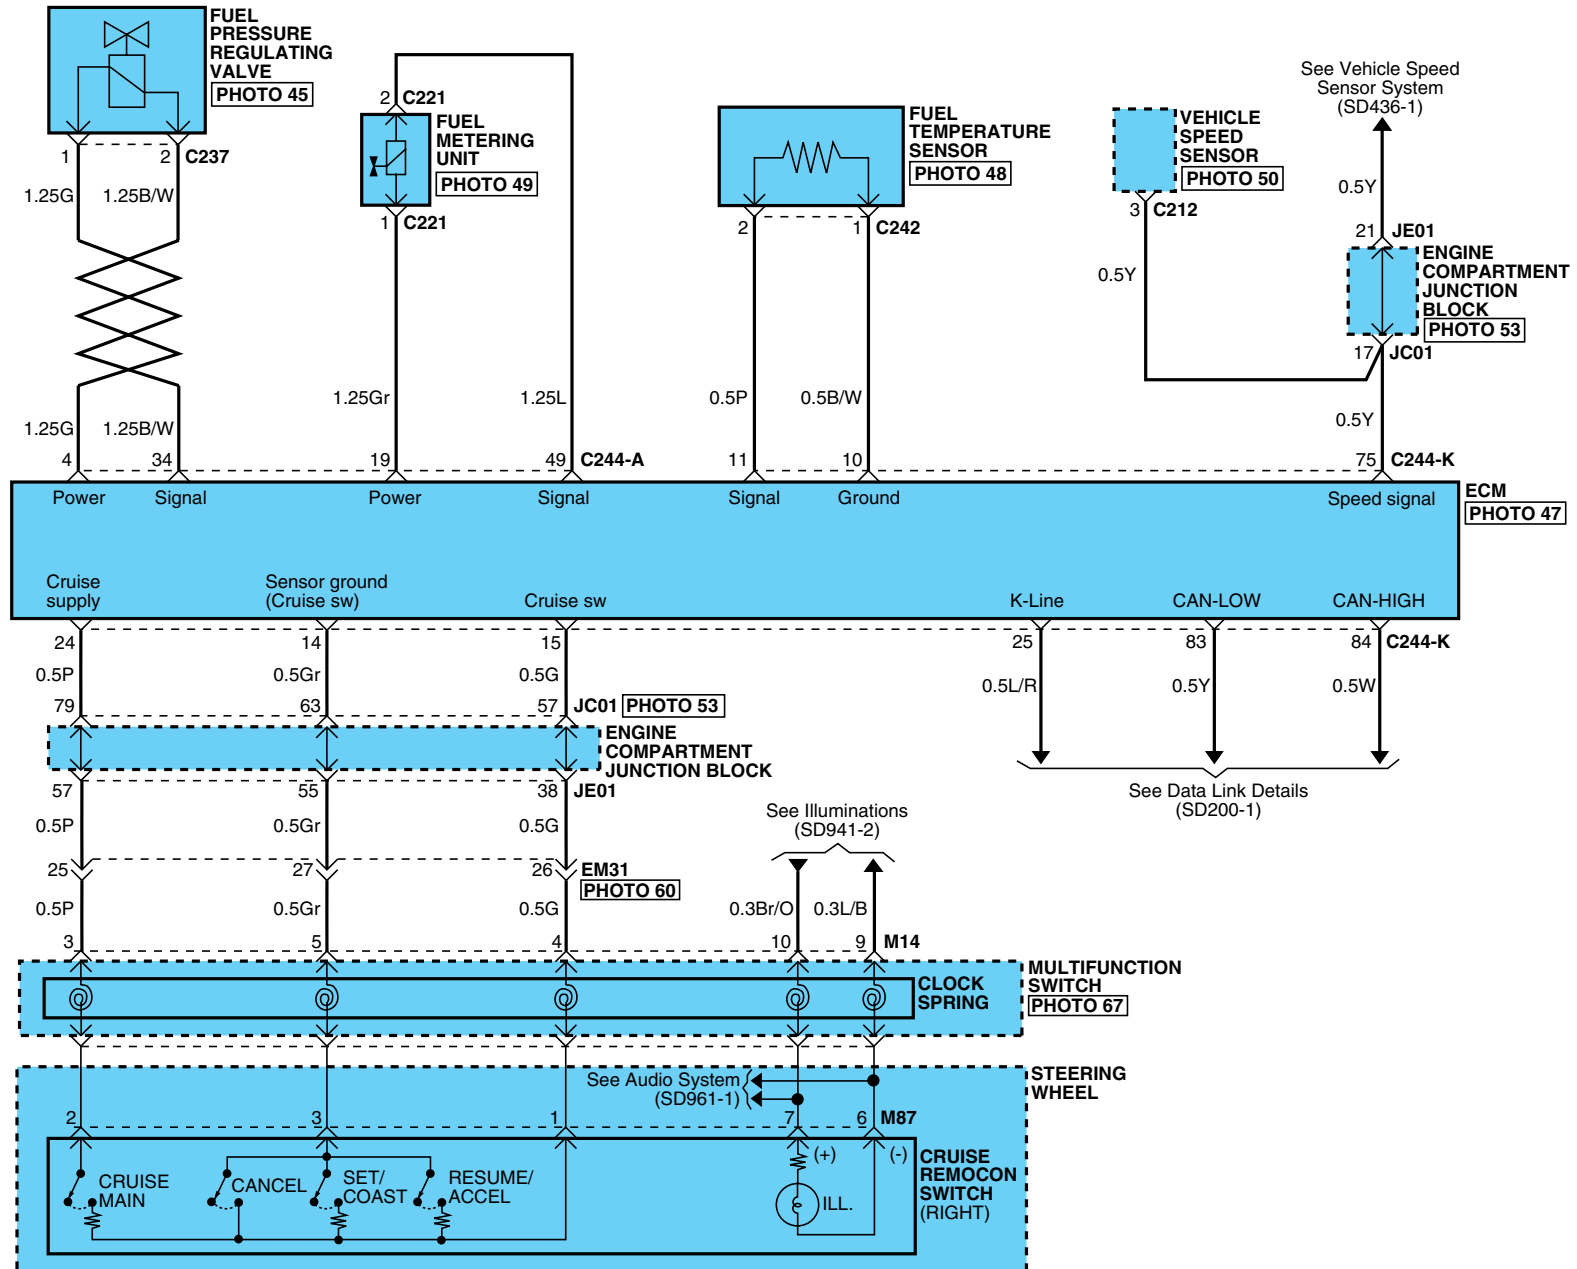 FUEL
PRESSURE
REGULATING
VALVE
PHOTO 45
1
2
C237
1.25G
1.25B/W
1.25G
1.25B/W
4
34
2
C221
FUEL
METERING
UNIT
PHOTO 49
1
C221
1.25Gr
1.25L
19
49
C244-A
FUEL
TEMPERATURE
SENSOR
PHOTO 48
2
1
C242
0.5P
0.5B/W
11
10
VEHICLE
SPEED
SENSOR
PHOTO 50
3
C212
0.5Y
See Vehicle Speed
Sensor System
(SD436-1)
0.5Y
21
JE01
ENGINE
COMPARTMENT
JUNCTION
BLOCK
PHOTO 53
17
JC01
0.5Y
75
C244-K
Power
Signal
Power
Signal
Signal
Ground
Speed signal
ECM
PHOTO 47
Cruise
supply
Sensor ground
(Cruise sw)
Cruise sw
K-Line
CAN-LOW
CAN-HIGH
24
14
15
25
83
84
C244-K
0.5P
0.5Gr
0.5G
0.5L/R
0.5Y
0.5W
79
63
57
JC01
PHOTO 53
ENGINE
COMPARTMENT
JUNCTION BLOCK
57
55
38
JE01
See Data Link Details
(SD200-1)
0.5P
0.5Gr
0.5G
See Illuminations
(SD941-2)
25
27
26
EM31
PHOTO 60
0.5P
0.5Gr
0.5G
0.3Br/O
0.3L/B
3
5
4
10
9
M14
MULTIFUNCTION
SWITCH
PHOTO 67
CLOCK
SPRING
STEERING
WHEEL
See Audio System
(SD961-1)
2
3
1
7
6
M87
CRUISE
MAIN
CANCEL
SET/
COAST
RESUME/
ACCEL
(+)
(-)
ILL.
CRUISE
REMOCON
SWITCH
(RIGHT)